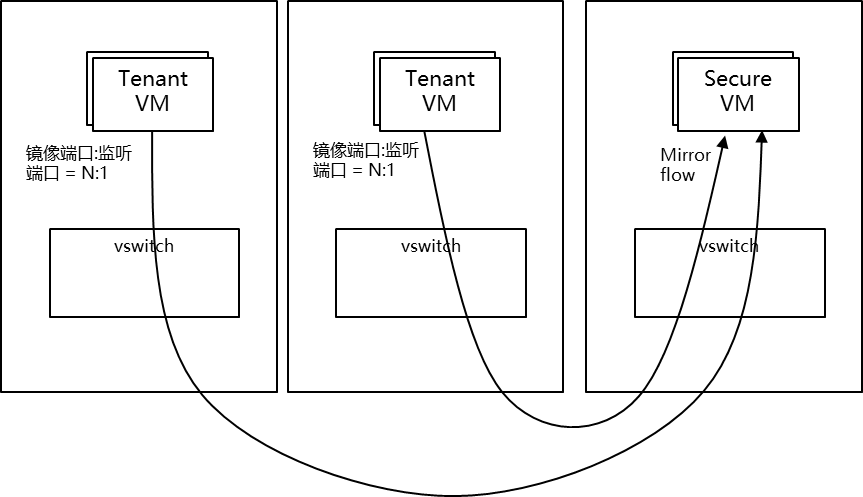 Tenant
VM
镜像端口:监听
端口 = N:1
vswitch
Tenant
VM
镜像端口:监听
端口 = N:1
vswitch
Secure
VM
Mirror
flow
vswitch